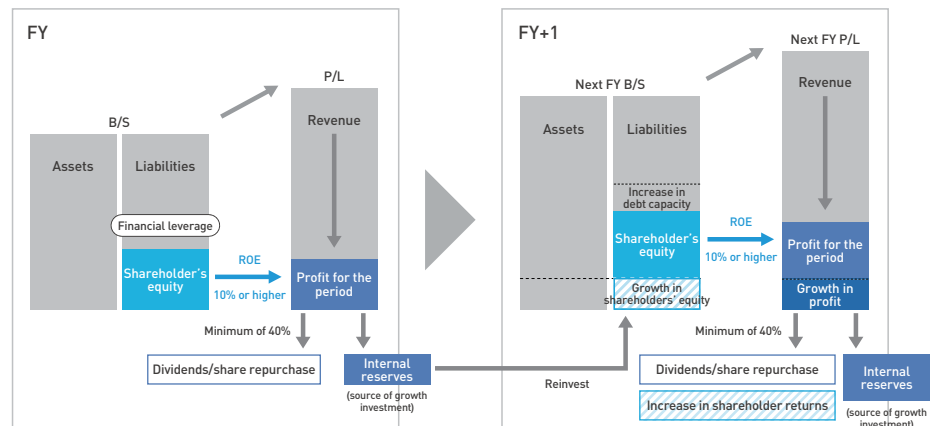 FY
B/S
P/L
Assets
Liabilities
Revenue
Financial leverage
Shareholder's
equity
ROE
10% or higher
Profit for the
period
Minimum of 40%
Dividends/share repurchase
Internal
reserves
(source of growth
investment)
Reinvest
FY+1
Next FY B/S
Next FY P/L
Assets
Liabilities
Revenue
Increase in
debt capacity
Shareholder's
equity
ROE
10% or higher
Profit for the
period
Growth in
shareholders' equity
Growth in
profit
Minimum of 40%
Dividends/share repurchase
Increase in shareholder returns
Internal
reserves
(source of growth
investment)